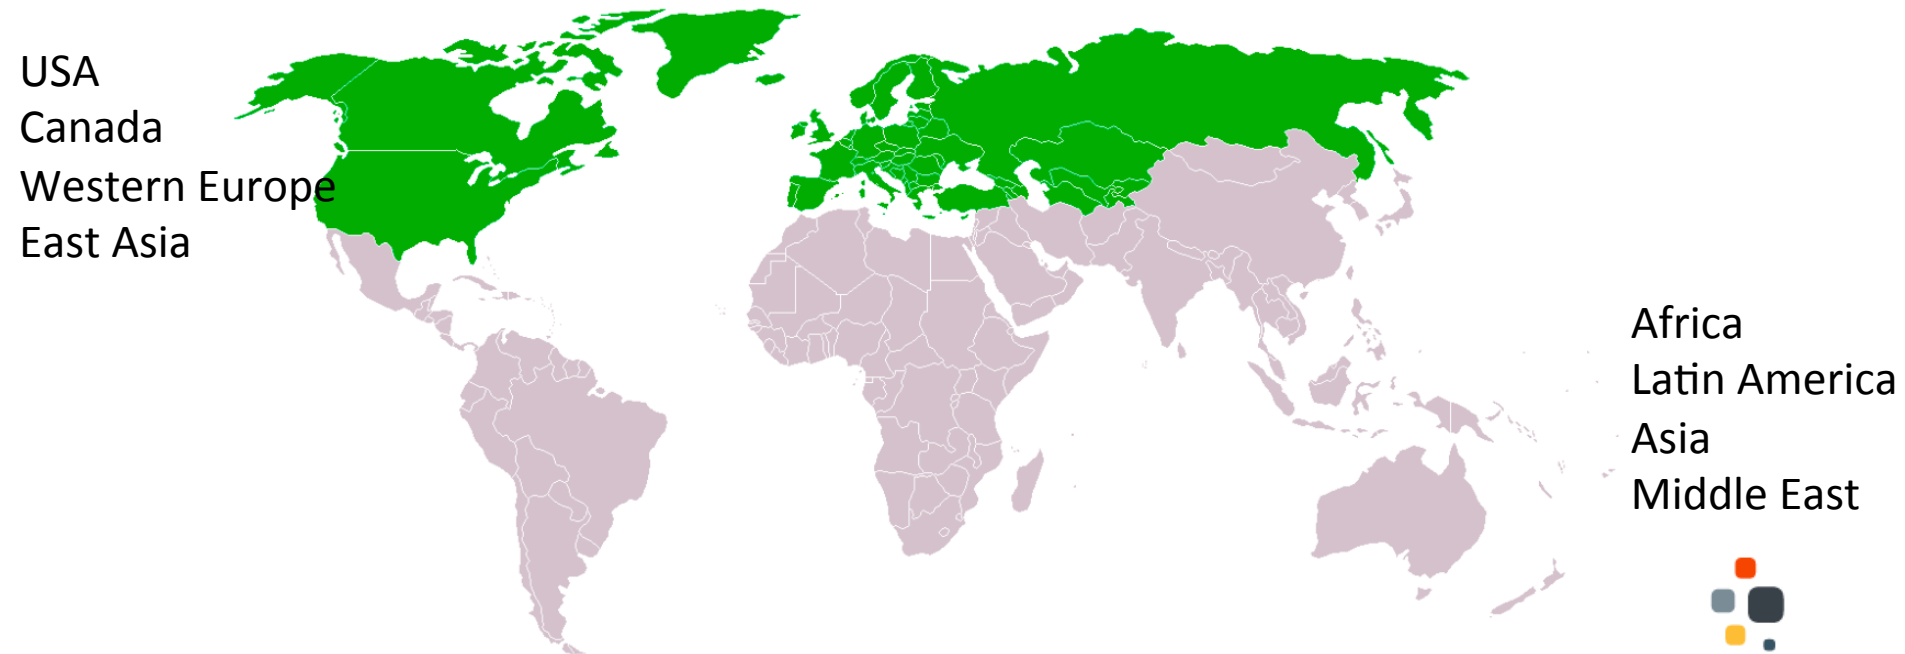 USA
Canada
Western Europe
East Asia
Africa
Latin America
Asia
Middle East